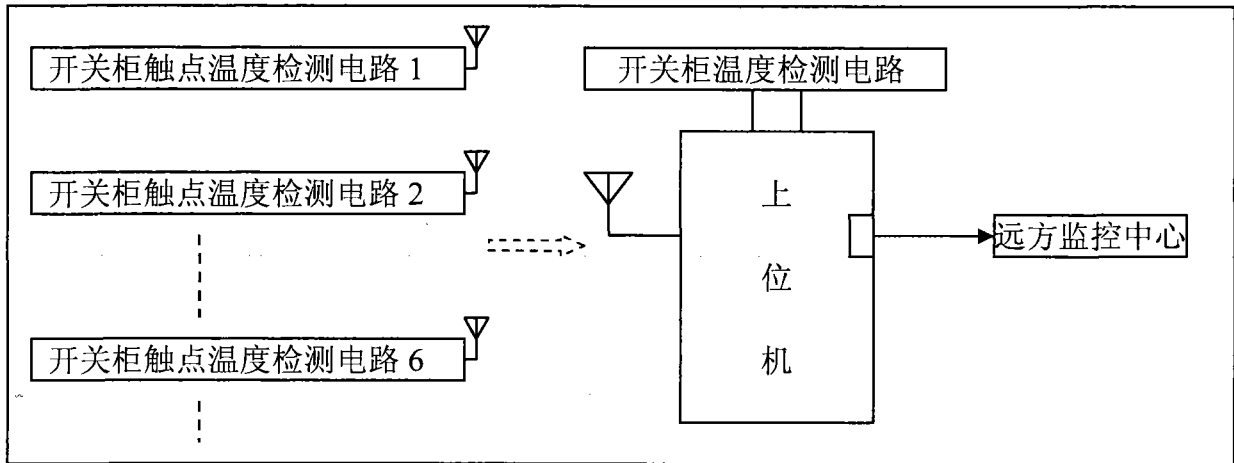 开关柜触点温度检测电路 1
开关柜温度检测电路
开关柜触点温度检测电路 2
上
位
机
远方监控中心
开关柜触点温度检测电路 6